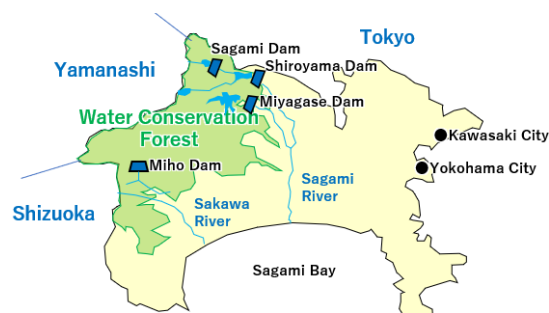 Tokyo
Sagami Dam
Shiroyama Dam
Yamanashi
Miyagase Dam
Water Conservation
Forest
Kawasaki City
Miho Dam
Yokohama City
Sagami
River
Shizuoka
Sakawa
River
Sagami Bay